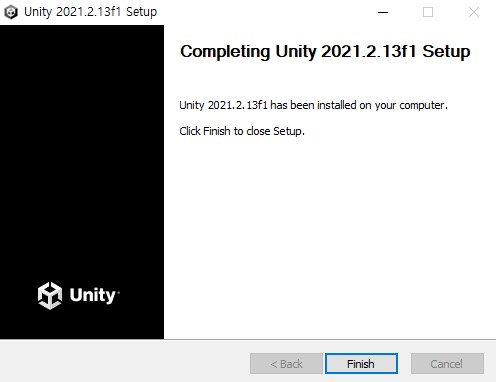 Unity 2021.2.13f1 Setup
Completing Unity 2021.2.13f1 Setup
Unity 2021.2.13f1 has been installed on your computer.
Click Finish to close Setup.
Unity
< Back
Finish
Cancel